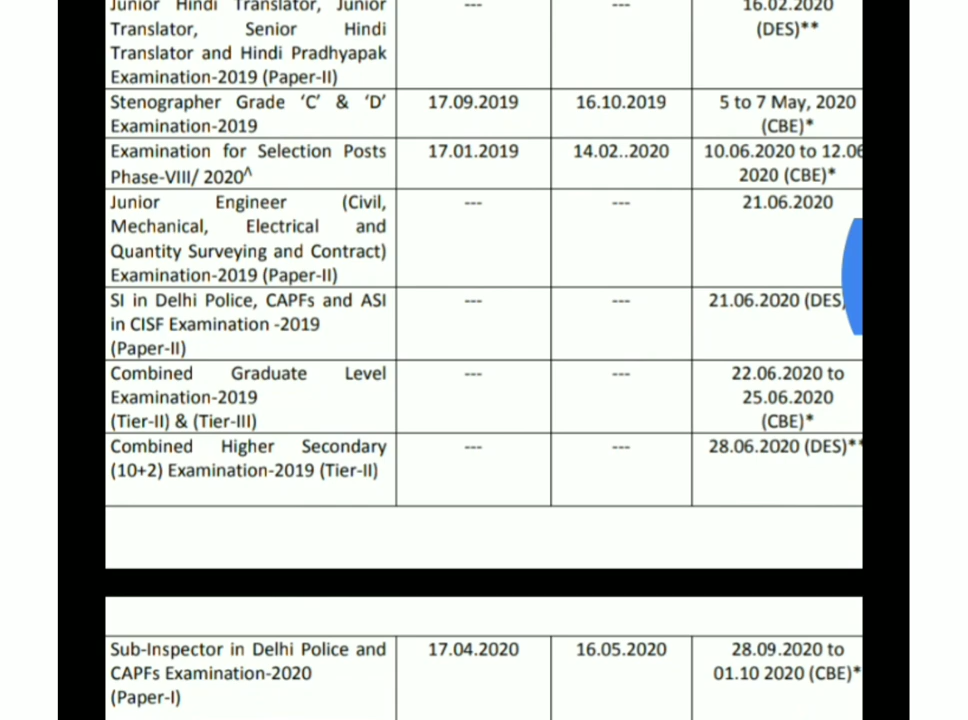 Junior Hindi Translator, Junior
Translator, Senior Hindi
Translator and Hindi Pradhyapak
Examination-2019 (Paper-II)
---
---
16.02.2020
(DES)**
Stenographer Grade ‘C’ & ‘D’
Examination-2019
17.09.2019
16.10.2019
5 to 7 May, 2020
(CBE)*
Examination for Selection Posts
Phase-VIII/ 2020^
17.01.2019
14.02..2020
10.06.2020 to 12.06
2020 (CBE)*
Junior Engineer (Civil,
Mechanical, Electrical and
Quantity Surveying and Contract)
Examination-2019 (Paper-II)
---
---
21.06.2020
SI in Delhi Police, CAPFs and ASI
in CISF Examination -2019
(Paper-II)
---
---
21.06.2020 (DES)
Combined Graduate Level
Examination-2019
(Tier-II) & (Tier-III)
---
---
22.06.2020 to
25.06.2020
(CBE)*
Combined Higher Secondary
(10+2) Examination-2019 (Tier-II)
---
---
28.06.2020 (DES)**
Sub-Inspector in Delhi Police and
CAPFs Examination-2020
(Paper-I)
17.04.2020
16.05.2020
28.09.2020 to
01.10 2020 (CBE)*